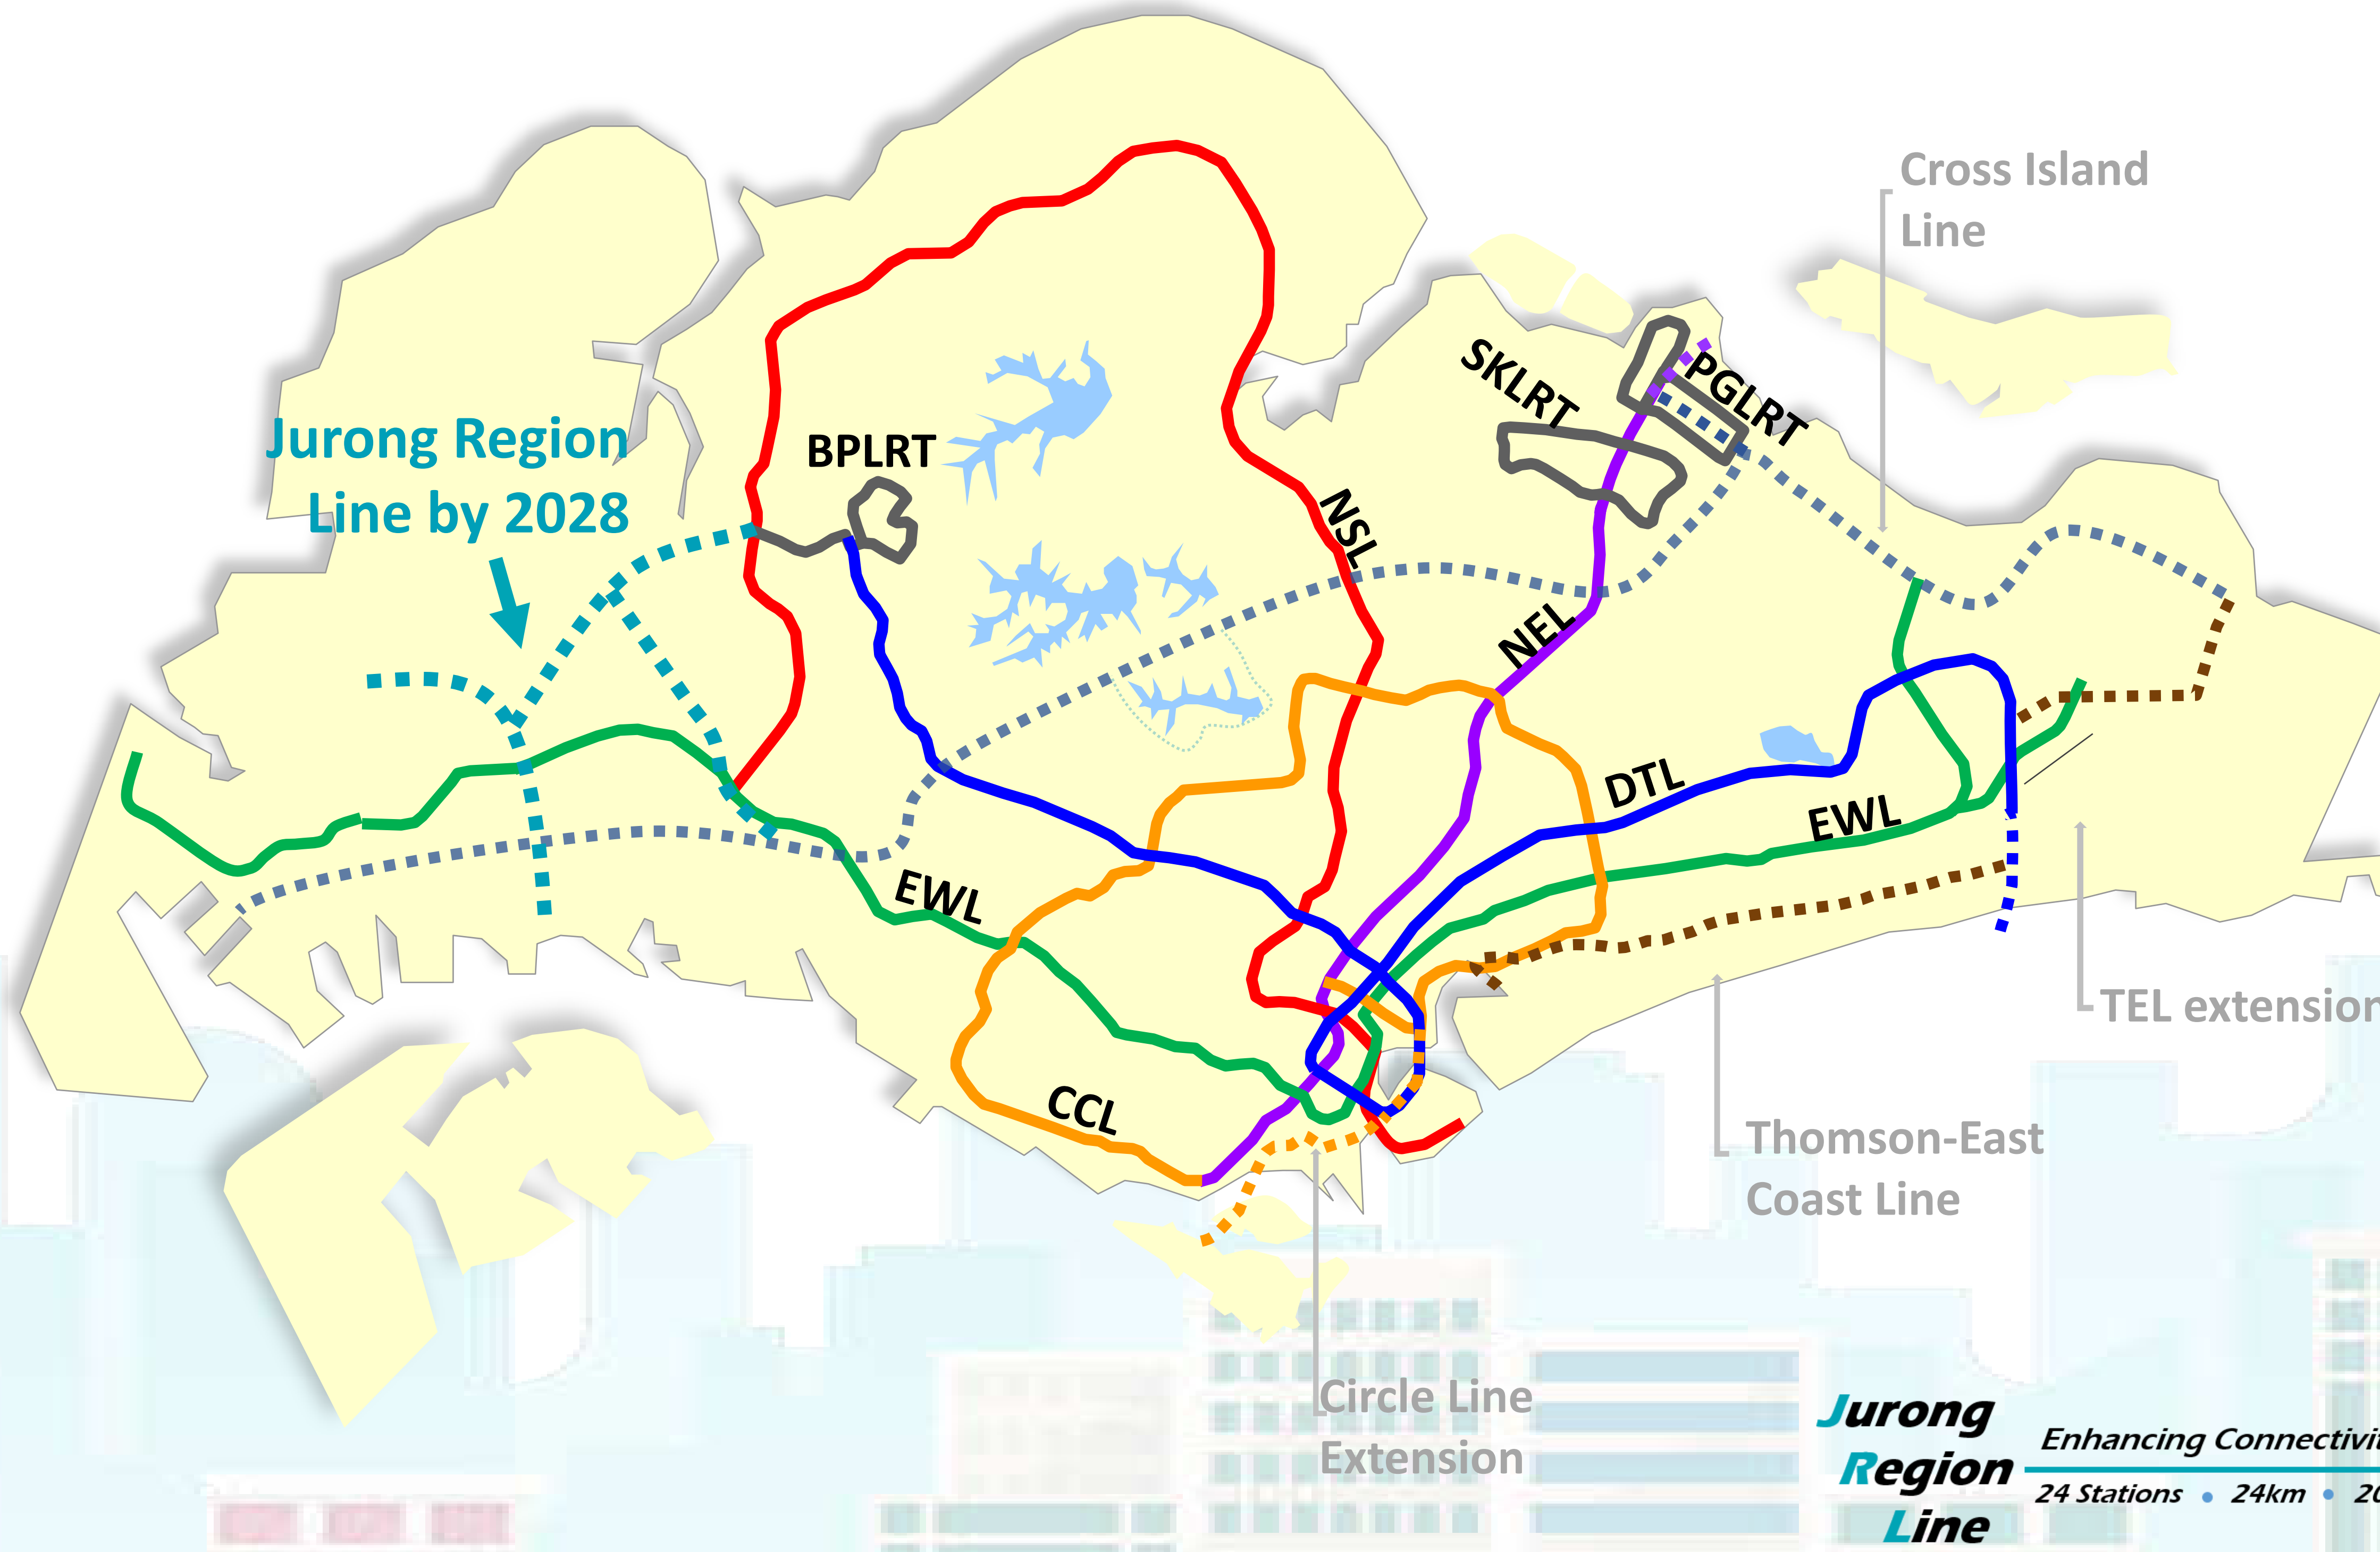 Cross Island
Line
SKLRT
PGLRT
Jurong Region
Line by 2028
BPLRT
NSL
NEL
DTL
EWL
EWL
TEL extension
CCL
Thomson-East
Coast Line
Circle Line
Extension
Jurong
Region
Line
Enhancing
24 Stations • 24km •